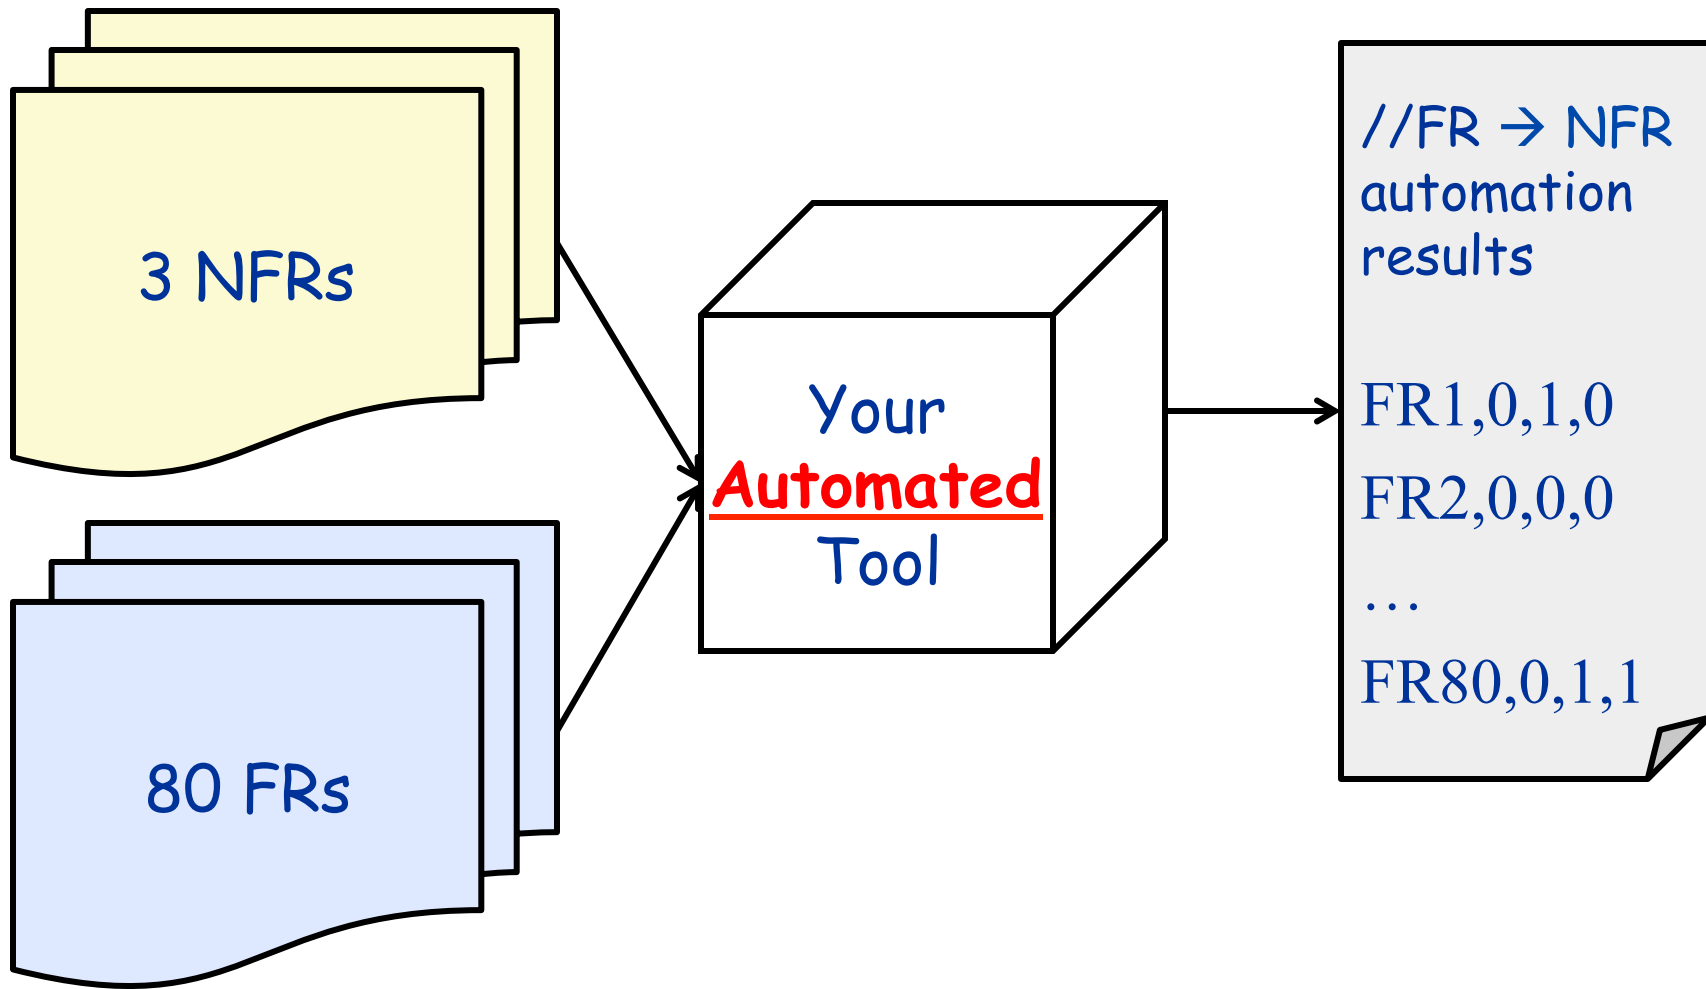 3 NFRs
80 FRs
Your
Automated
Tool
//FR → NFR
automation
results
FR1,0,1,0
FR2,0,0,0
…
FR80,0,1,1